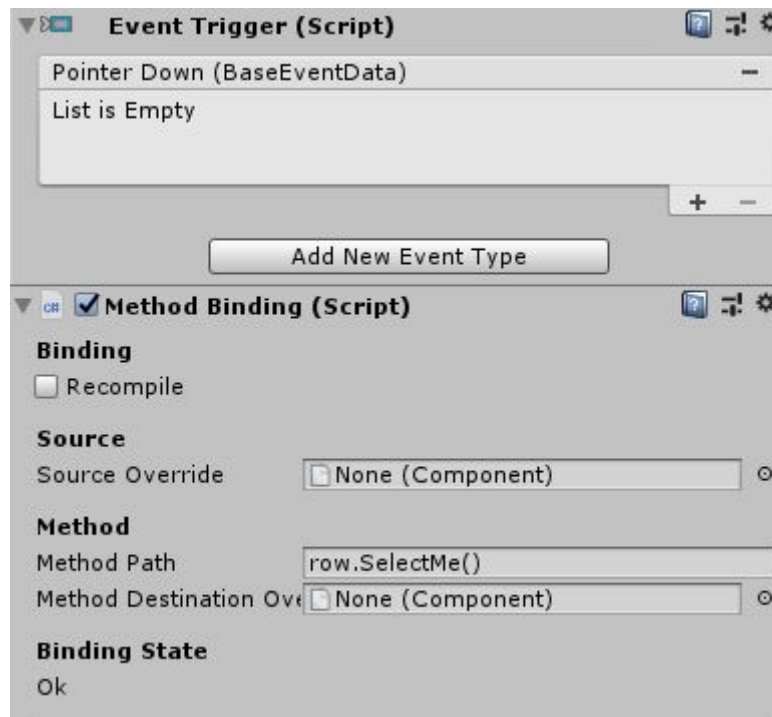 Event Trigger (Script)
Pointer Down (BaseEventData)
List is Empty
Add New Event Type
Method Binding (Script)
Binding
Recompile
Source
Source Override None (Component)
Method
Method Path row.SelectMe()
Method Destination Ove None (Component)
Binding State
Ok